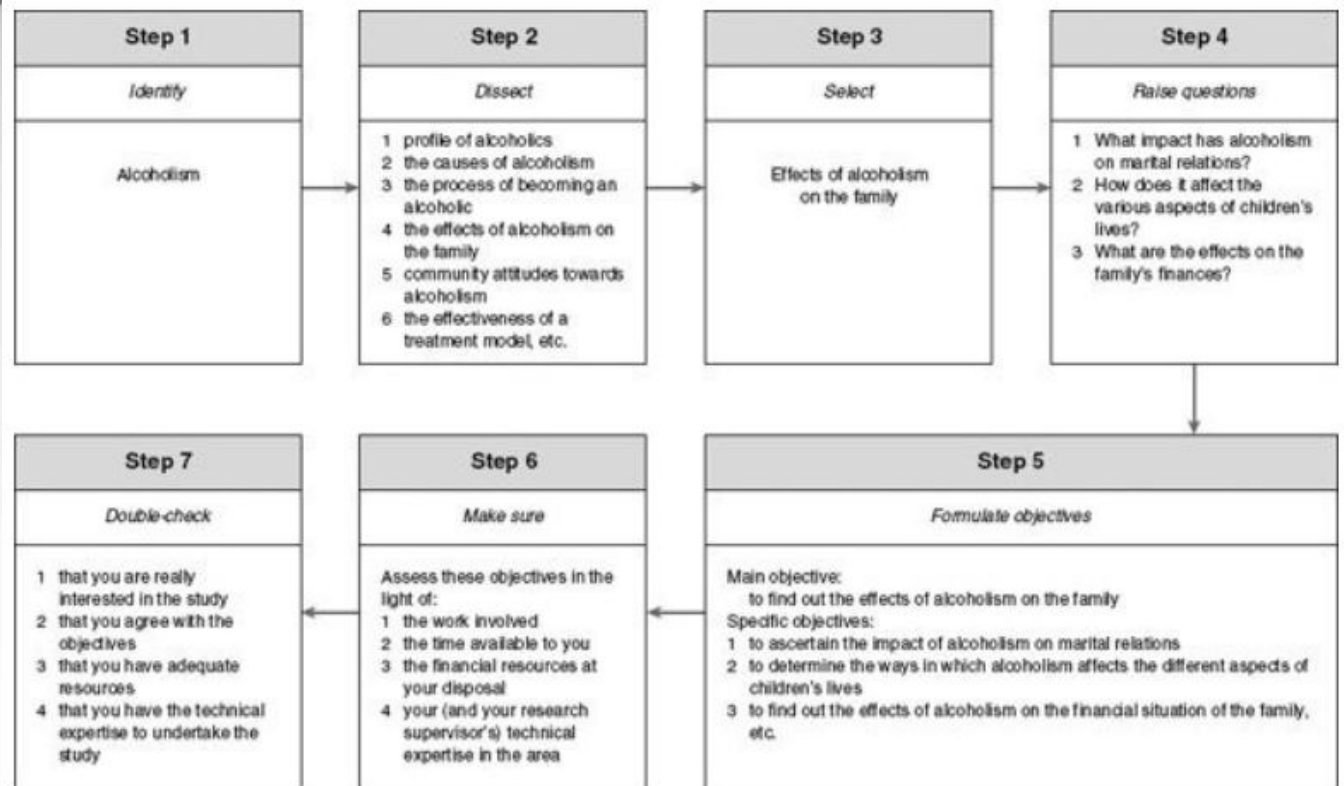 Step 1
Identify
Alcoholism
Step 2
Dissect
1 profile of alcoholics
2 the causes of alcoholism
3 the process of becoming an
alcoholic
4 the effects of alcoholism on
the family
5 community attitudes towards
alcoholism
6 the effectiveness of a
treatment model, etc.
Step 3
Select
Effects of alcoholism
on the family
Step 4
Raise questions
1 What impact has alcoholism
on marital relations?
2 How does it affect the
various aspects of children's
lives?
3 What are the effects on the
family's finances?
Step 5
Formulate objectives
Main objective:
to find out the effects of alcoholism on the family
Specific objectives:
1 to ascertain the impact of alcoholism on marital relations
2 to determine the ways in which alcoholism affects the different aspects of
children's lives
3 to find out the effects of alcoholism on the financial situation of the family,
etc.
Step 6
Make sure
Assess these objectives in the
light of:
1 the work involved
2 the time available to you
3 the financial resources at
your disposal
4 your (and your research
supervisor's) technical
expertise in the area
Step 7
Double-check
1 that you are really
interested in the study
2 that you agree with the
objectives
3 that you have adequate
resources
4 that you have the technical
expertise to undertake the
study